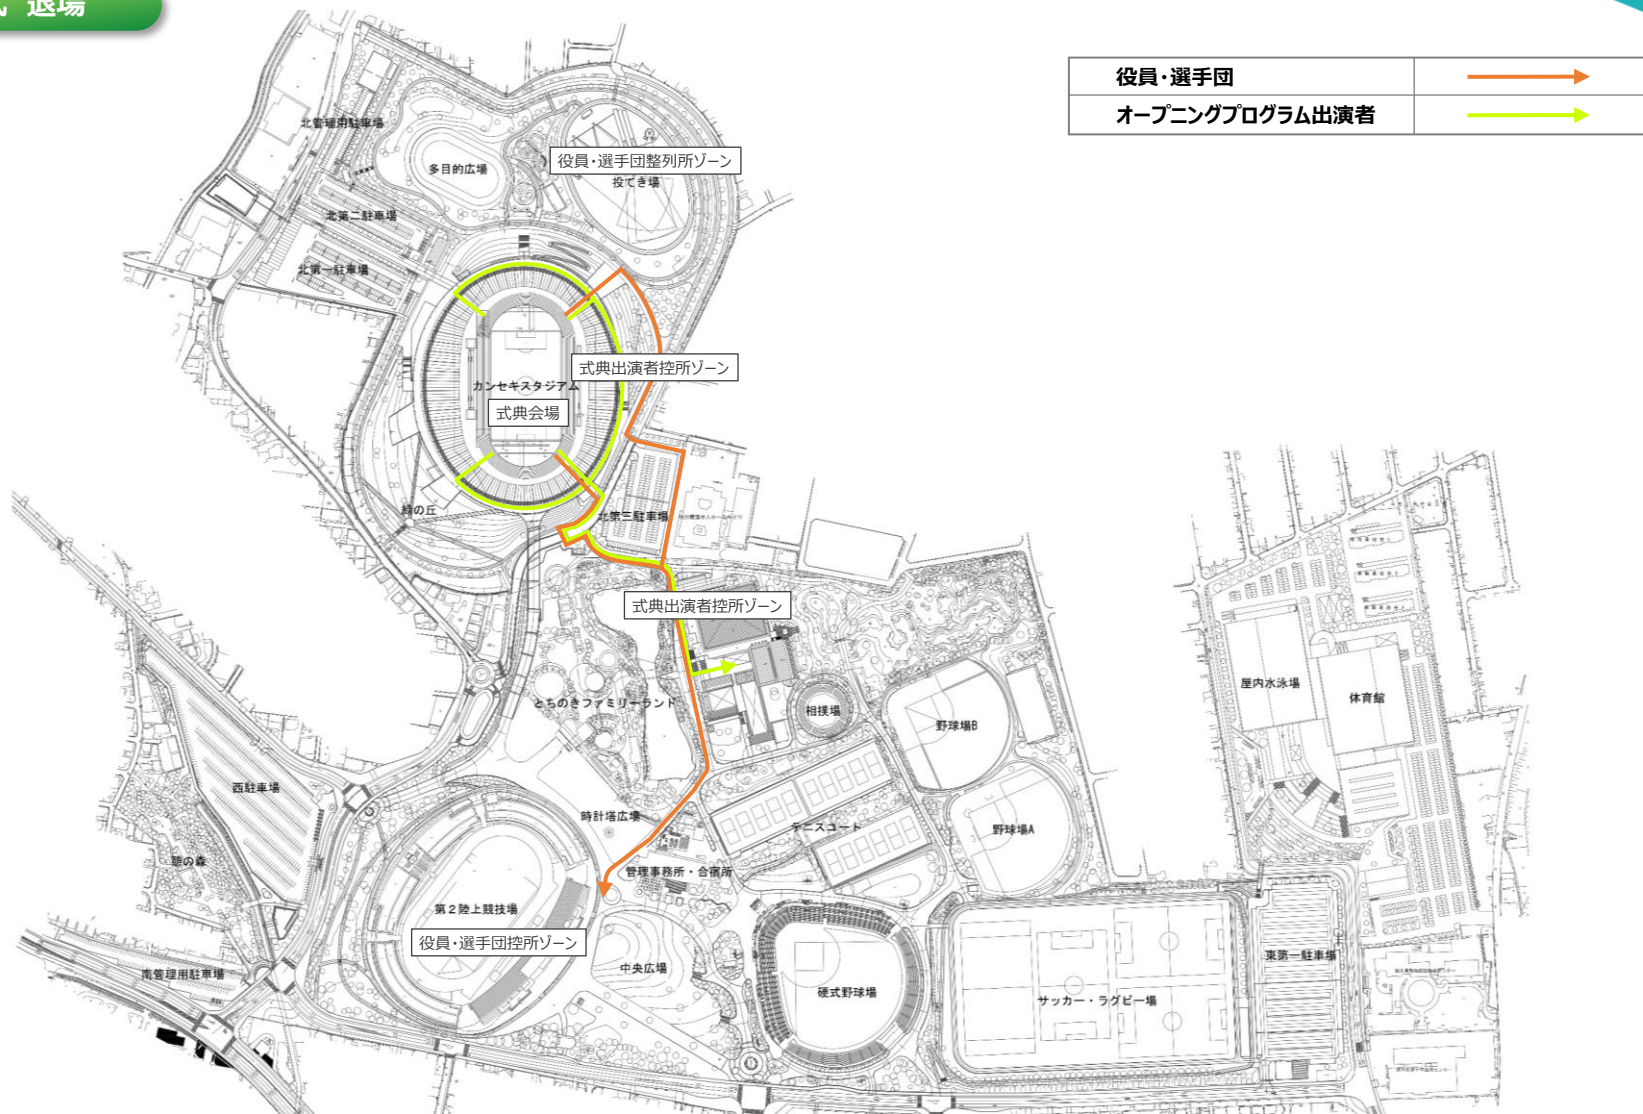 退場
役員・選手団
オープニングプログラム出演者
北管理用駐車場
多目的広場
役員・選手団整列所ゾーン
投てき場
北第二駐車場
北第一駐車場
式典出演者控所ゾーン
カンセキスタジアム
式典会場
緑の丘
北第三駐車場
式典出演者控所ゾーン
屋内水泳場
体育館
とちのきファミリーランド
相撲場
野球場B
西駐車場
時計塔広場
テニスコート
野球場A
憩の森
管理事務所・合宿所
第2陸上競技場
役員・選手団控所ゾーン
南管理用駐車場
中央広場
硬式野球場
サッカー・ラグビー場
東第一駐車場